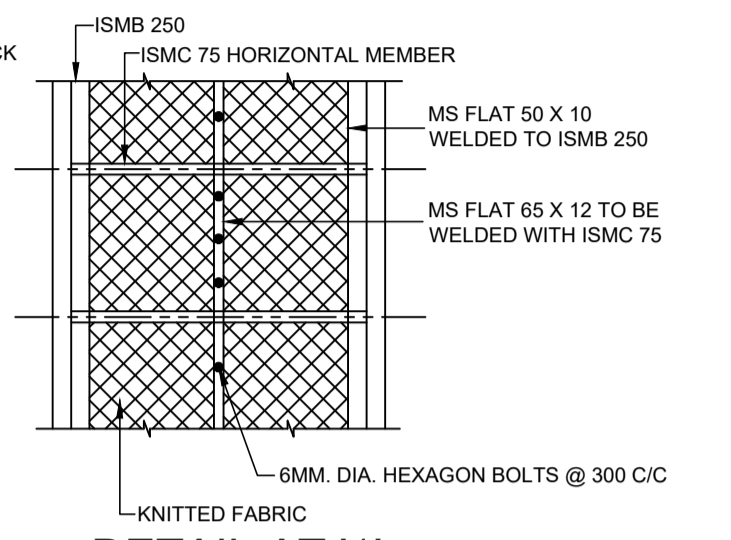 ISMB 250
CK
ISMC 75 HORIZONTAL MEMBER
MS FLAT 50 X 10
WELDED TO ISMB 250
MS FLAT 65 X 12 TO BE
WELDED WITH ISMC 75
6MM. DIA. HEXAGON BOLTS @ 300 C/C
KNITTED FABRIC